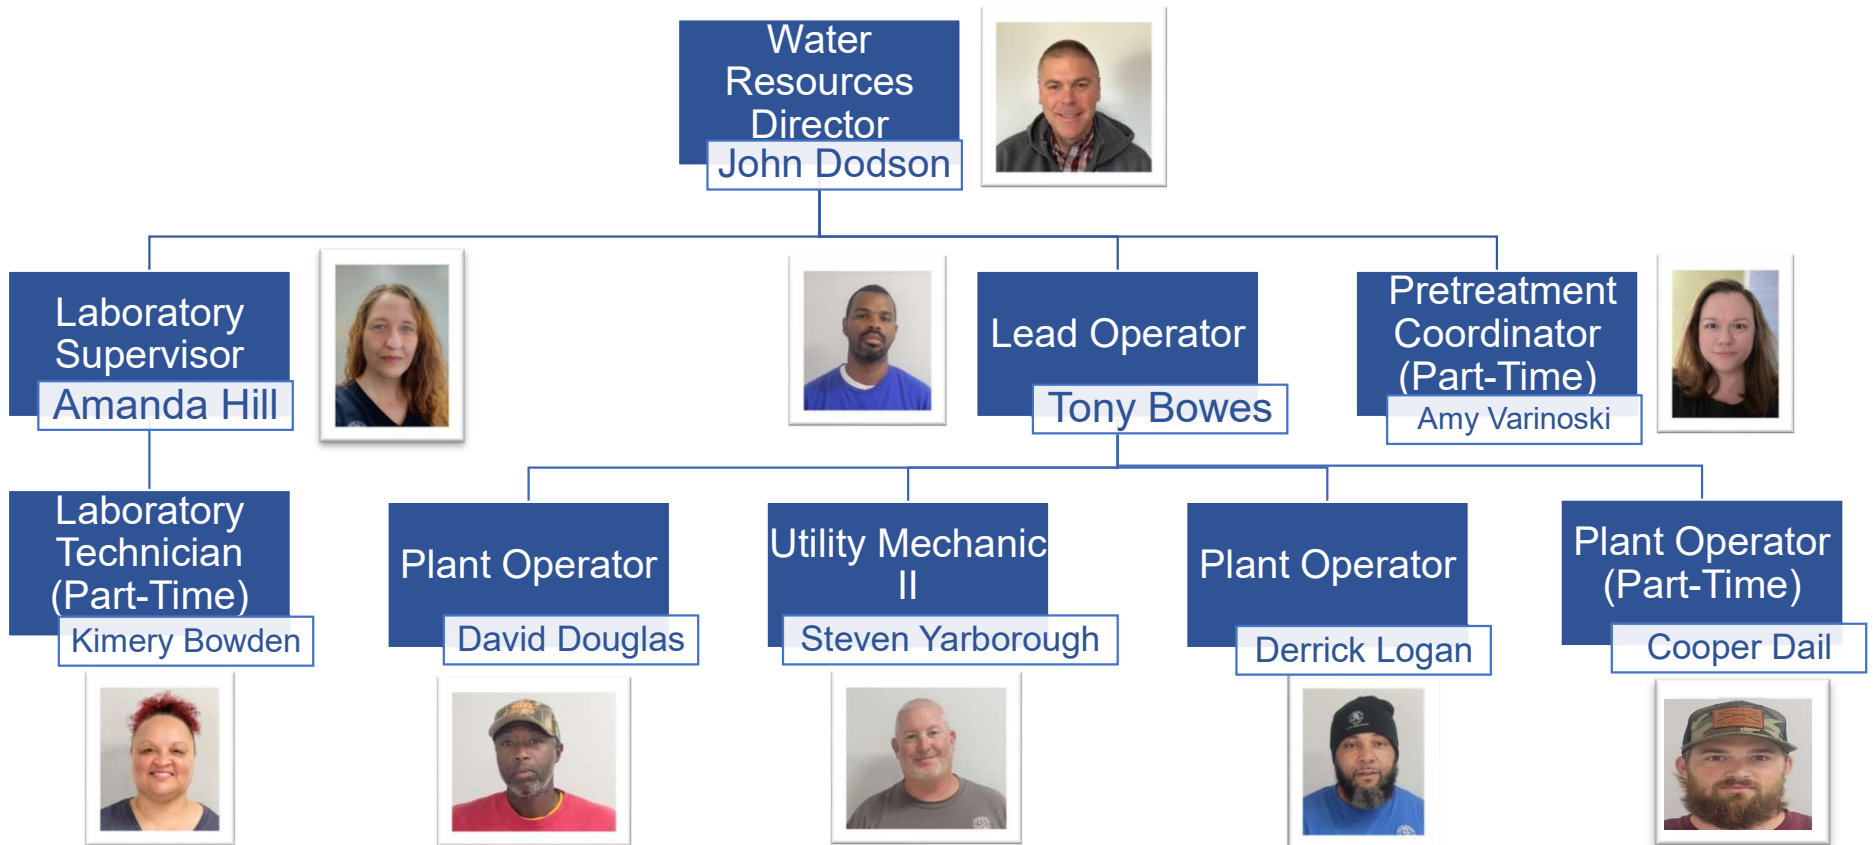 Water
Resources
Director
John Dodson
Laboratory
Supervisor
Amanda Hill
Lead Operator
Tony Bowes
Pretreatment
Coordinator
(Part-Time)
Amy Varinoski
Laboratory
Technician
(Part-Time)
Kimery Bowden
Plant Operator
David Douglas
Utility Mechanic
II
Steven Yarborough
Plant Operator
Derrick Logan
Plant Operator
(Part-Time)
Cooper Dail